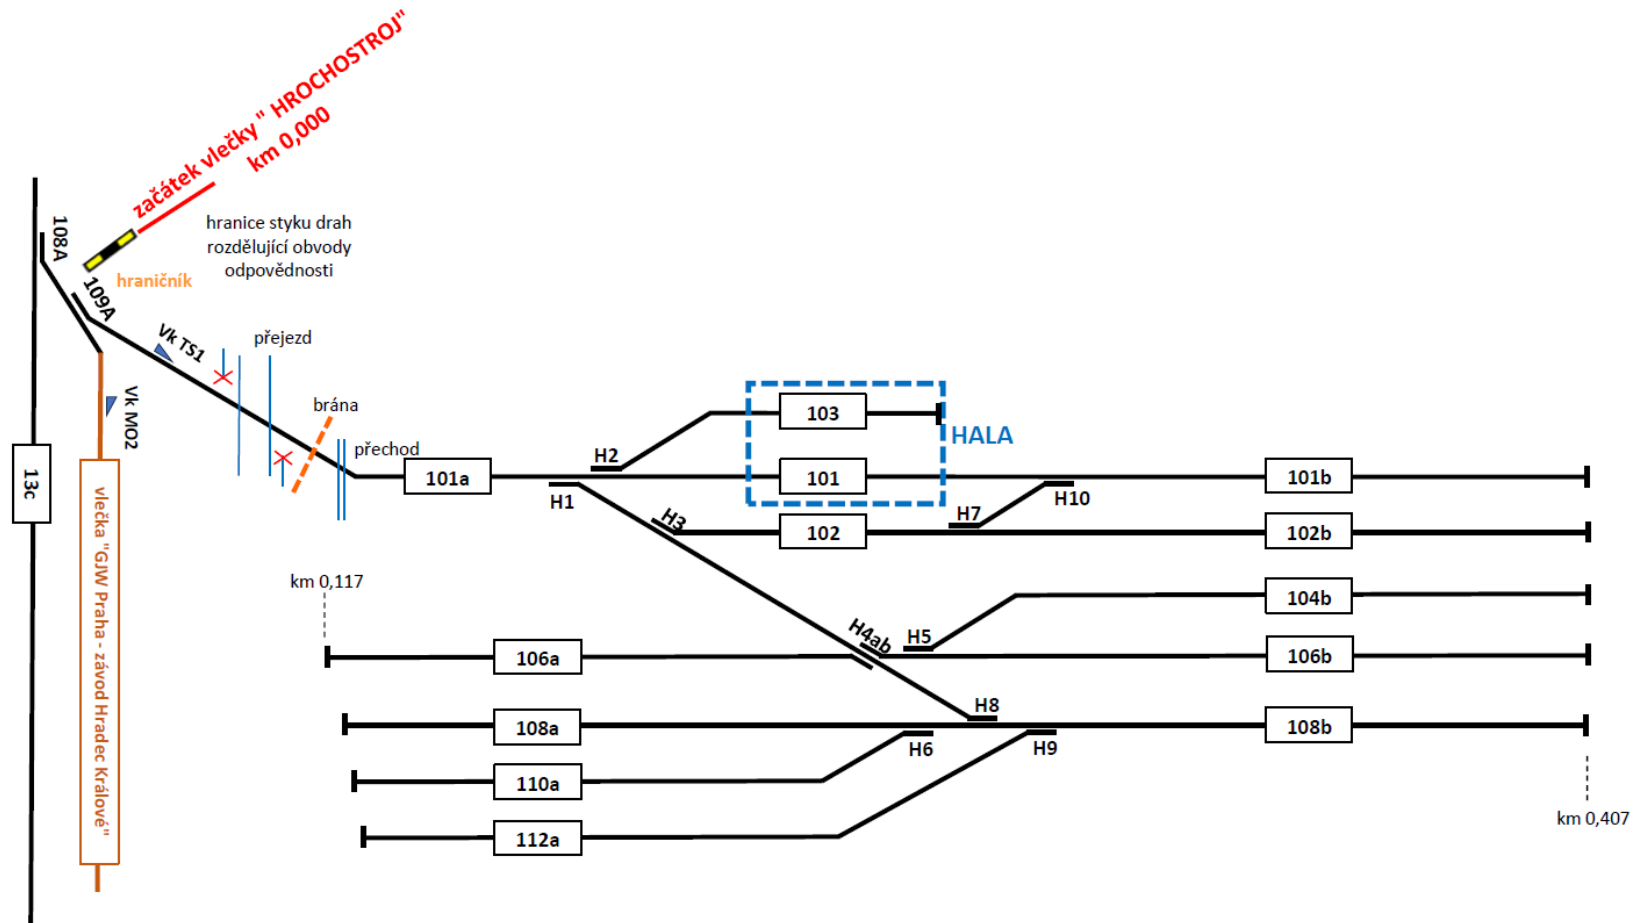 začátek vlečky " HROCHOSTROJ"
km 0,000
hranice styku drah
rozdělující obvody
odpovědnosti
108A
hraničník
109A
Vk TS1
přejezd
Vk MO2
brána
přechod
103
HALA
H2
101a
101
101b
H1
H10
H7
H3
102
102b
13c
vlečka "GJW Praha - závod Hradec Králové"
km 0,117
104b
H4ab
H5
106a
106b
H8
108a
108b
H6
H9
110a
km 0,407
112a